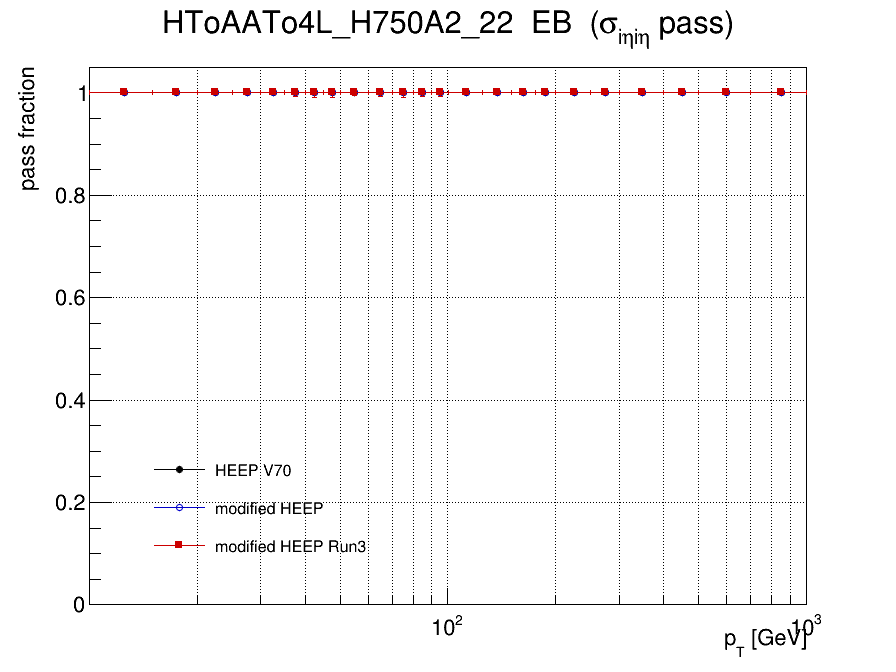 HToAATo4L_H750A2_22 EB (σiηiη pass)
pass fraction
1
0.8
0.6
0.4
0.2
0
HEEP V70
modified HEEP
modified HEEP Run3
10²
10³
pT [GeV]